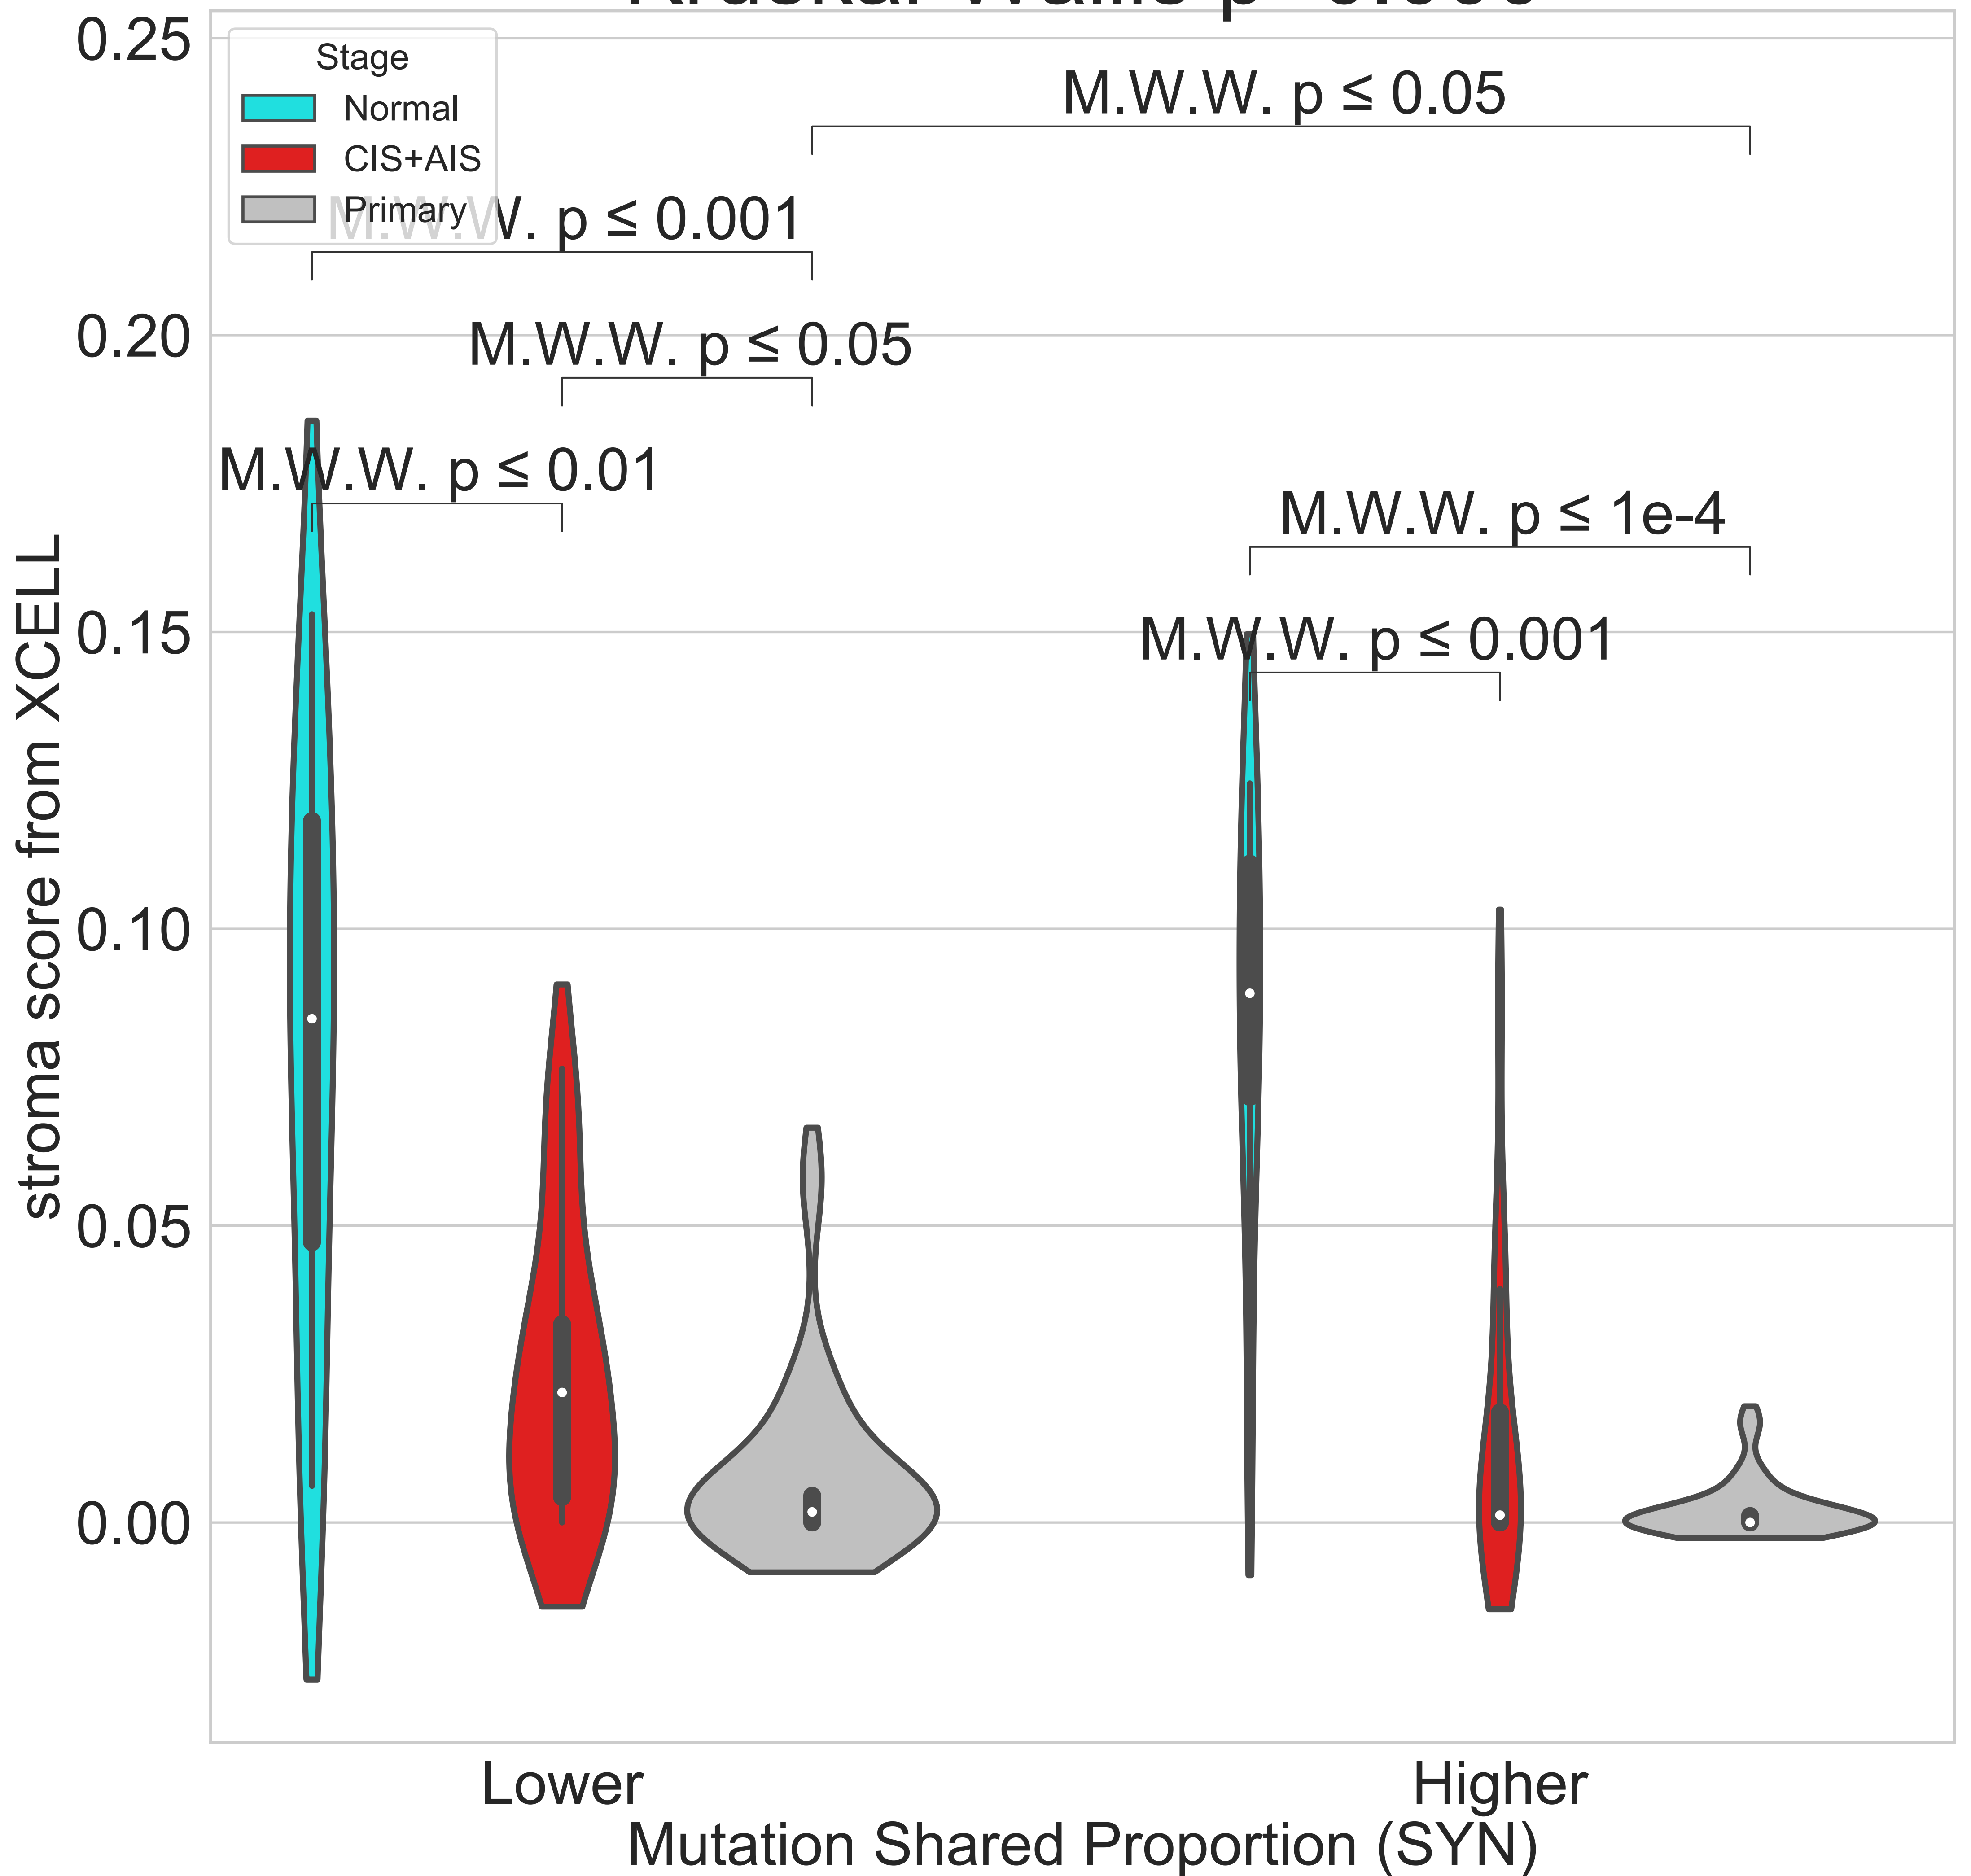 0.25
Stage
Normal
CIS+AIS
Primary
M.W.W. p ≤ 0.05
M.W.W. p ≤ 0.001
0.20
M.W.W. p ≤ 0.05
M.W.W. p ≤ 0.01
M.W.W. p ≤ 1e-4
0.15
M.W.W. p ≤ 0.001
stroma score from XCELL
0.10
0.05
0.00
Lower
Higher
Mutation Shared Proportion (SYN)